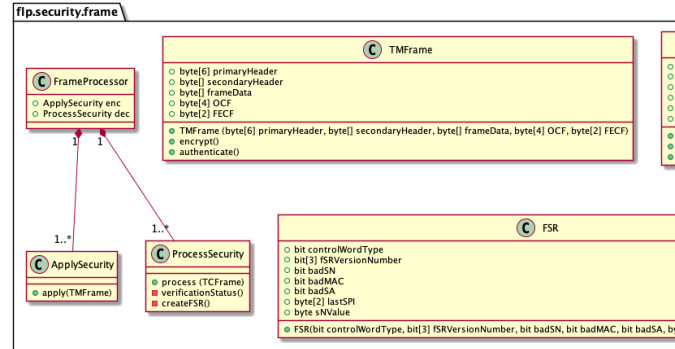 flp.security.frame
C FrameProcessor
ApplySecurity enc
ProcessSecurity dec
C TMFrame
byte[6] primaryHeader
byte[] secondaryHeader
byte[] frameData
byte[4] OCF
byte[2] FECF
TMFrame (byte[6] primaryHeader, byte[] secondaryHeader, byte[] frameData, byte[4] OCF, byte[2] FECF)
encrypt()
authenticate()
1 1
1..* 1..*
C ApplySecurity
apply(TMFrame)
C ProcessSecurity
process (TCFrame)
verificationStatus()
createFSR()
C FSR
bit controlWordType
bit[3] fSRVersionNumber
bit badSN
bit badMAC
bit badSA
byte[2] lastSPI
byte sNValue
FSR(bit controlWordType, bit[3] fSRVersionNumber, bit badSN, bit badMAC, bit badSA, by